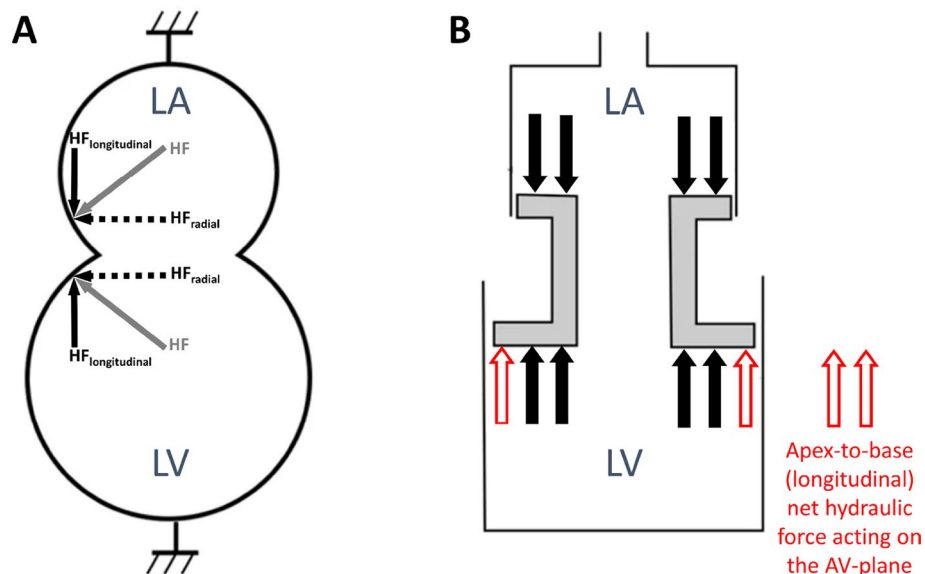 A
LA
HFlongitudinal
HF
HFradial
HFradial
HF
HFlongitudinal
LV
B
LA
LV
Apex-to-base
(longitudinal)
net hydraulic
force acting on
the AV-plane